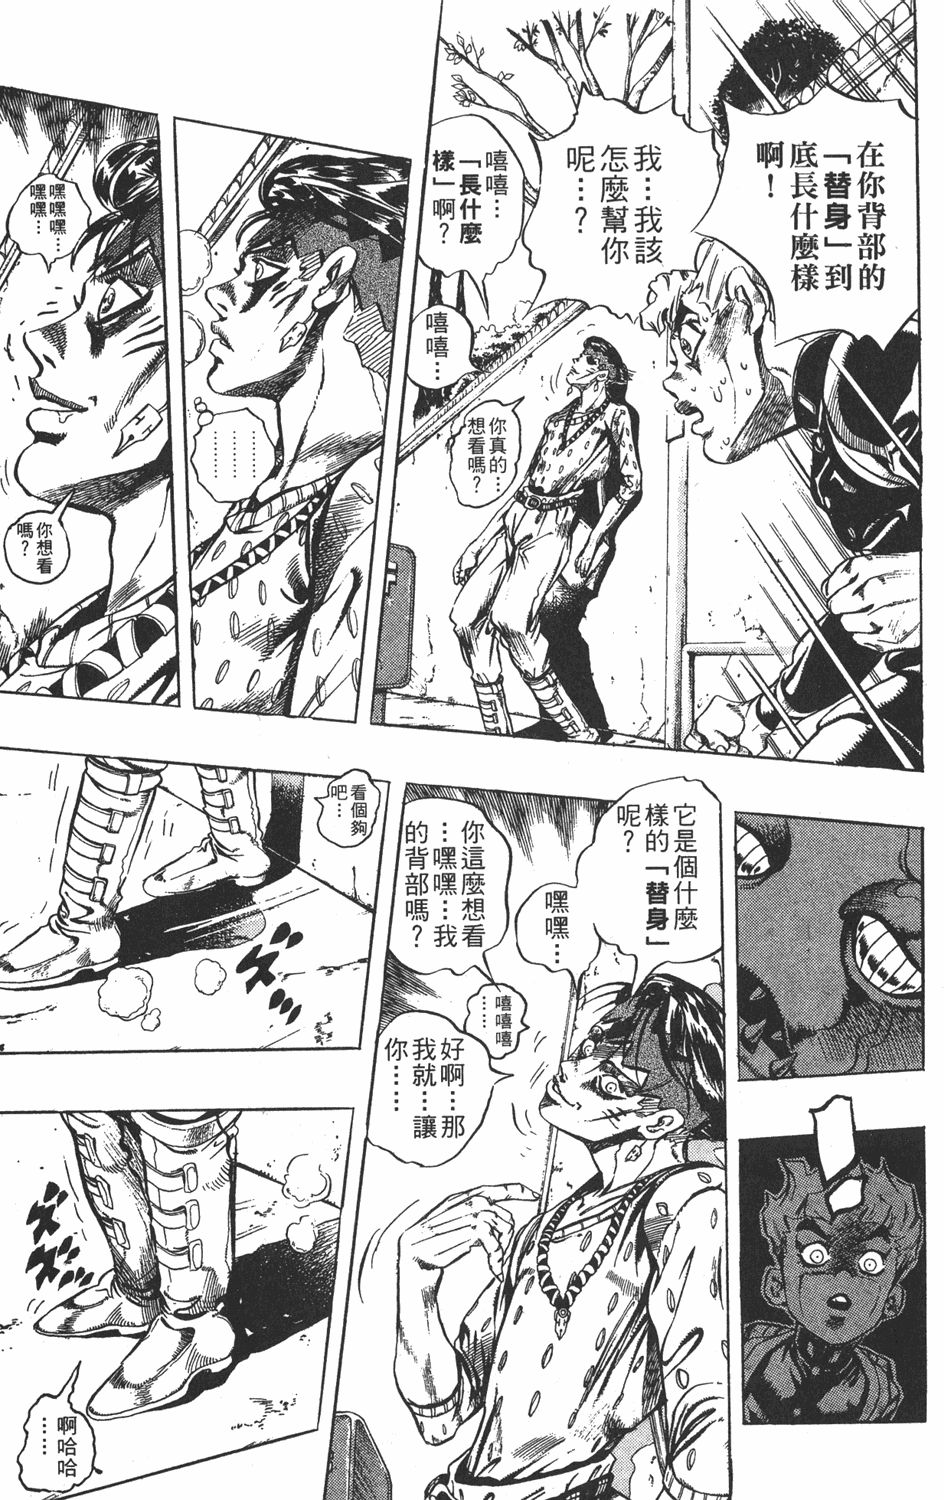 在你背部的
「替身」到
底長什麼樣
啊！
我…我該
怎麼幫你
呢…？
嘻嘻…
「長什麼
樣」啊？
嘻嘻…
你真的…
想看嗎？
………
………
嘿嘿嘿…
嘿嘿…
你想看
嗎？
它是個什麼
樣的「替身」
呢？
嘿嘿…
你這麼想看
…嘿嘿…我
的背部嗎？
嘻嘻嘻
……
好啊…那
我就…讓
你……
看個夠
吧…
ズズ
ズズ
啊哈哈
……